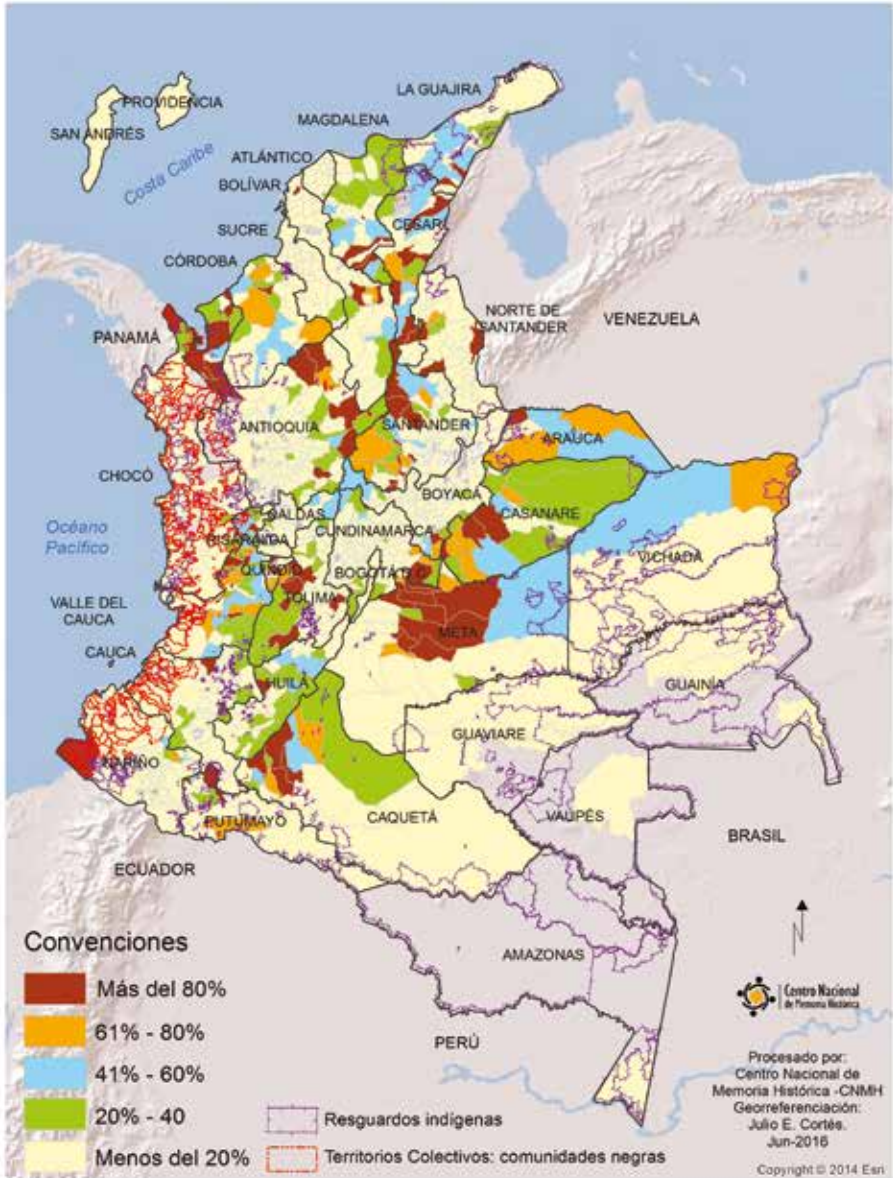 LA GUAJIRA
PROVIDENCIA
MAGDALENA
SAN ANDRÉS
ATLÁNTICO
Costa Caribe
BOLÍVAR
CESAR
SUCRE
CÓRDOBA
NORTE DE
SANTANDER
VENEZUELA
PANAMÁ
ANTIOQUIA
SANTANDER
ARAUCA
CHOCÓ
BOYACÁ
CASANARE
CALDAS
Océano
Pacífico
CUNDINAMARCA
RISARALDA
VICHADA
QUINDÍO
BOGOTÁ D.C.
TOLIMA
VALLE DEL
CAUCA
META
CAUCA
GUAINÍA
HUILA
GUAVIARE
NARIÑO
VAUPÉS
CAQUETÁ
PUTUMAYO
BRASIL
ECUADOR
AMAZONAS
PERÚ
Convenciones
Más del 80%
61% - 80%
41% - 60%
20% - 40
Menos del 20%
Resguardos indígenas
Territorios Colectivos: comunidades negras
Centro Nacional
de Memoria Histórica
Procesado por:
Centro Nacional de
Memoria Histórica -CNMH
Georreferenciación:
Julio E. Cortés.
Jun-2016
Copyright © 2014 Esri